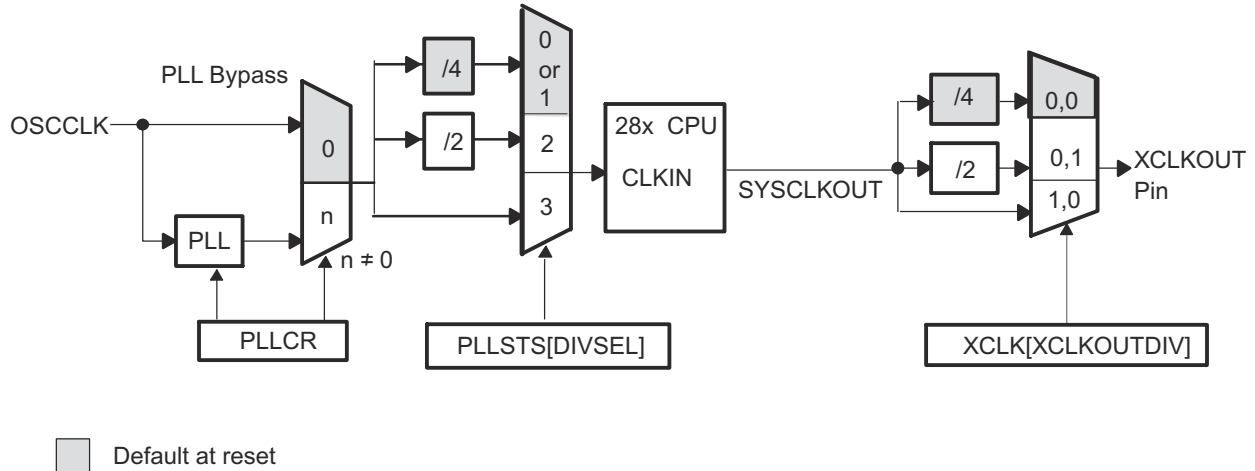 PLL Bypass
OSCCLK
0
n
PLL
n ≠ 0
PLLCR
/4
/2
0
or
1
2
3
PLLSTS[DIVSEL]
28x CPU
CLKIN
SYSCLKOUT
/4
/2
0,0
0,1
1,0
XCLKOUT
Pin
XCLK[XCLKOUTDIV]
Default at reset